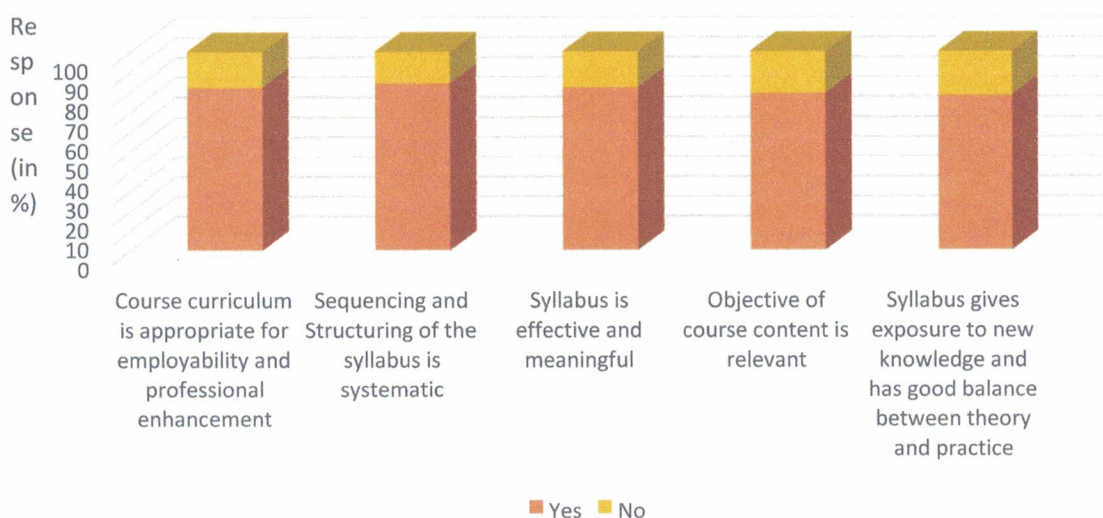 Re
sp
on
se
(in
%)
100
90
80
70
60
50
40
30
20
10
0
Course curriculum
is appropriate for
employability and
professional
enhancement
Sequencing and
Structuring of the
syllabus is
systematic
Syllabus is
effective and
meaningful
Objective of
course content is
relevant
Syllabus gives
exposure to new
knowledge and
has good balance
between theory
and practice
Yes No